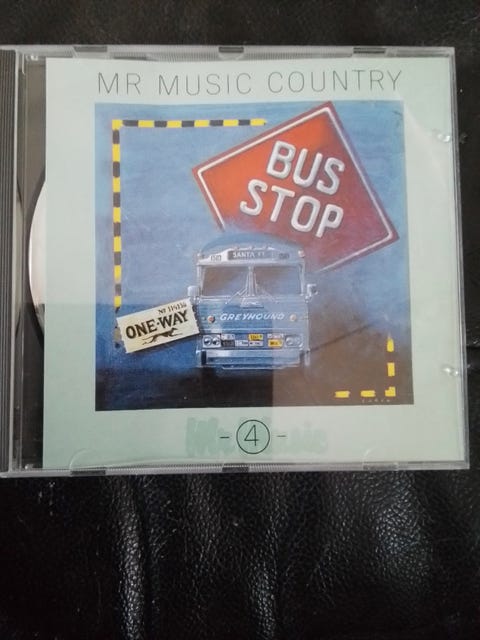 MR MUSIC COUNTRY
BUS
STOP
SANTA FE
GREYHOUND
ONE-WAY
- 4 -